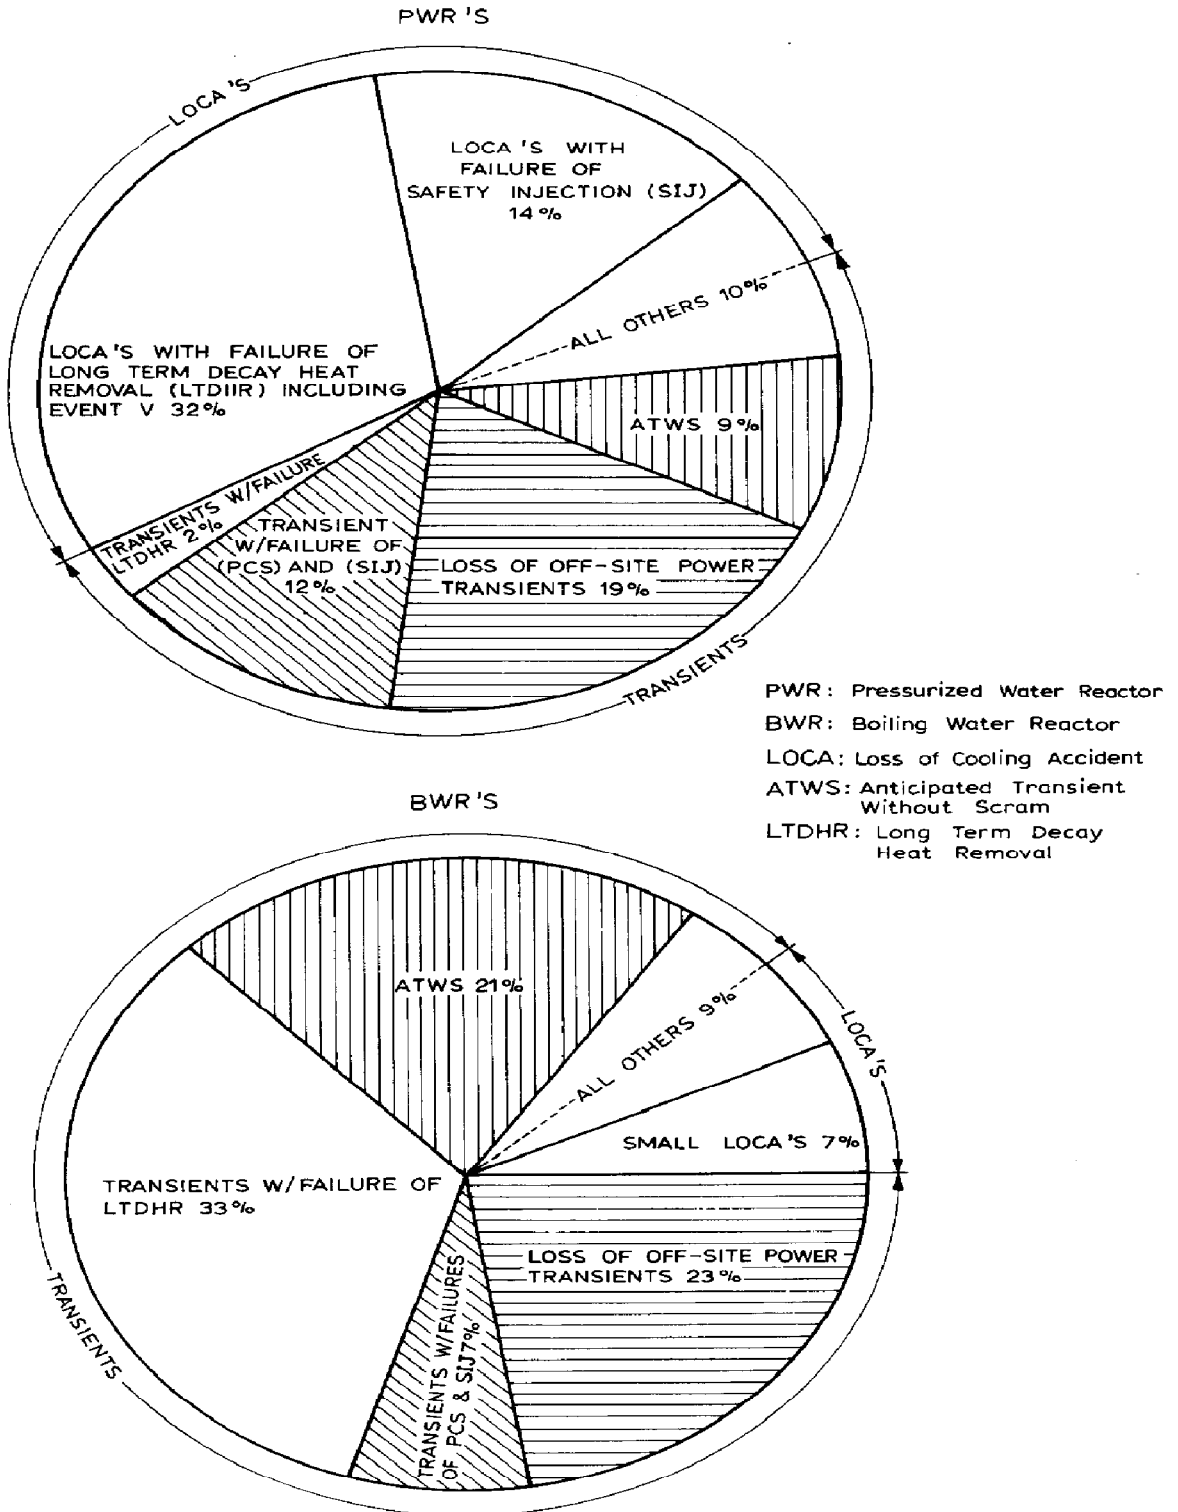 PWR'S
LOCA'S
LOCA'S WITH
FAILURE OF
SAFETY INJECTION (SIJ)
14%
ALL OTHERS 10%
LOCA'S WITH FAILURE OF
LONG TERM DECAY HEAT
REMOVAL (LTDIIR) INCLUDING
EVENT V 32%
ATWS 9%
TRANSIENTS W/FAILURE
LTDHR 2%
TRANSIENT
W/FAILURE OF
(PCS) AND (SIJ)
12%
LOSS OF OFF-SITE POWER
TRANSIENTS 19%
TRANSIENTS
PWR: Pressurized Water Reactor
BWR: Boiling Water Reactor
LOCA: Loss of Cooling Accident
ATWS: Anticipated Transient
Without Scram
LTDHR: Long Term Decay
Heat Removal
BWR'S
ATWS 21%
ALL OTHERS 9%
LOCA'S
SMALL LOCA'S 7%
TRANSIENTS W/FAILURE OF
LTDHR 33%
LOSS OF OFF-SITE POWER
TRANSIENTS 23%
TRANSIENTS W/FAILURES
OF PCS & SIJ 7%
TRANSIENTS